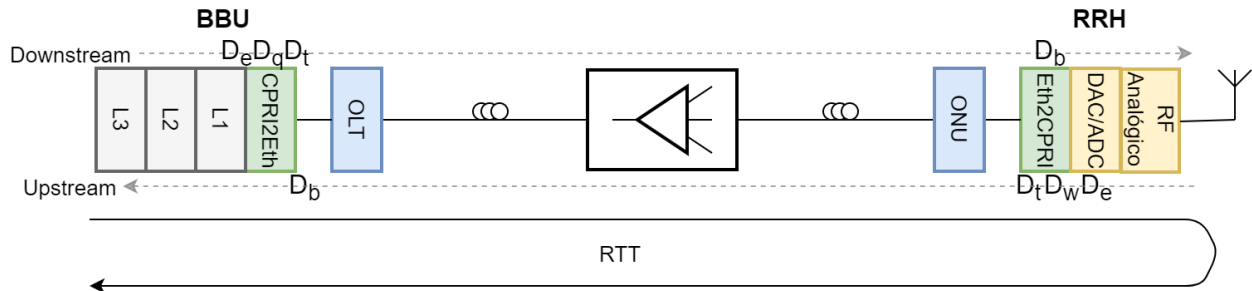 BBU RRH
Downstream
DeDqDt Db
L3
L2
L1
CPRI2Eth
OLT
ONU
Eth2CPRI
DAC/ADC
RF
Analógico
Upstream
Db DtDwDe
RTT